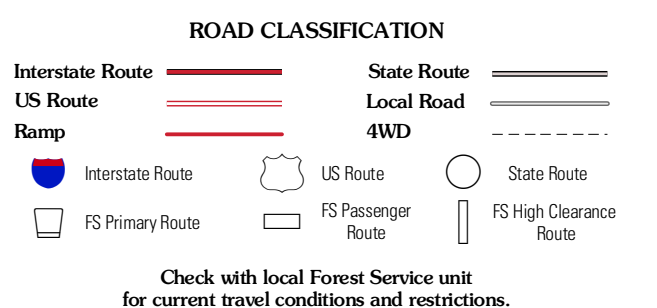 ROAD CLASSIFICATION
Interstate Route
State Route
US Route
Local Road
Ramp
4WD
Interstate Route
US Route
State Route
FS Primary Route
FS Passenger
Route
FS High Clearance
Route
Check with local Forest Service unit
for current travel conditions and restrictions.